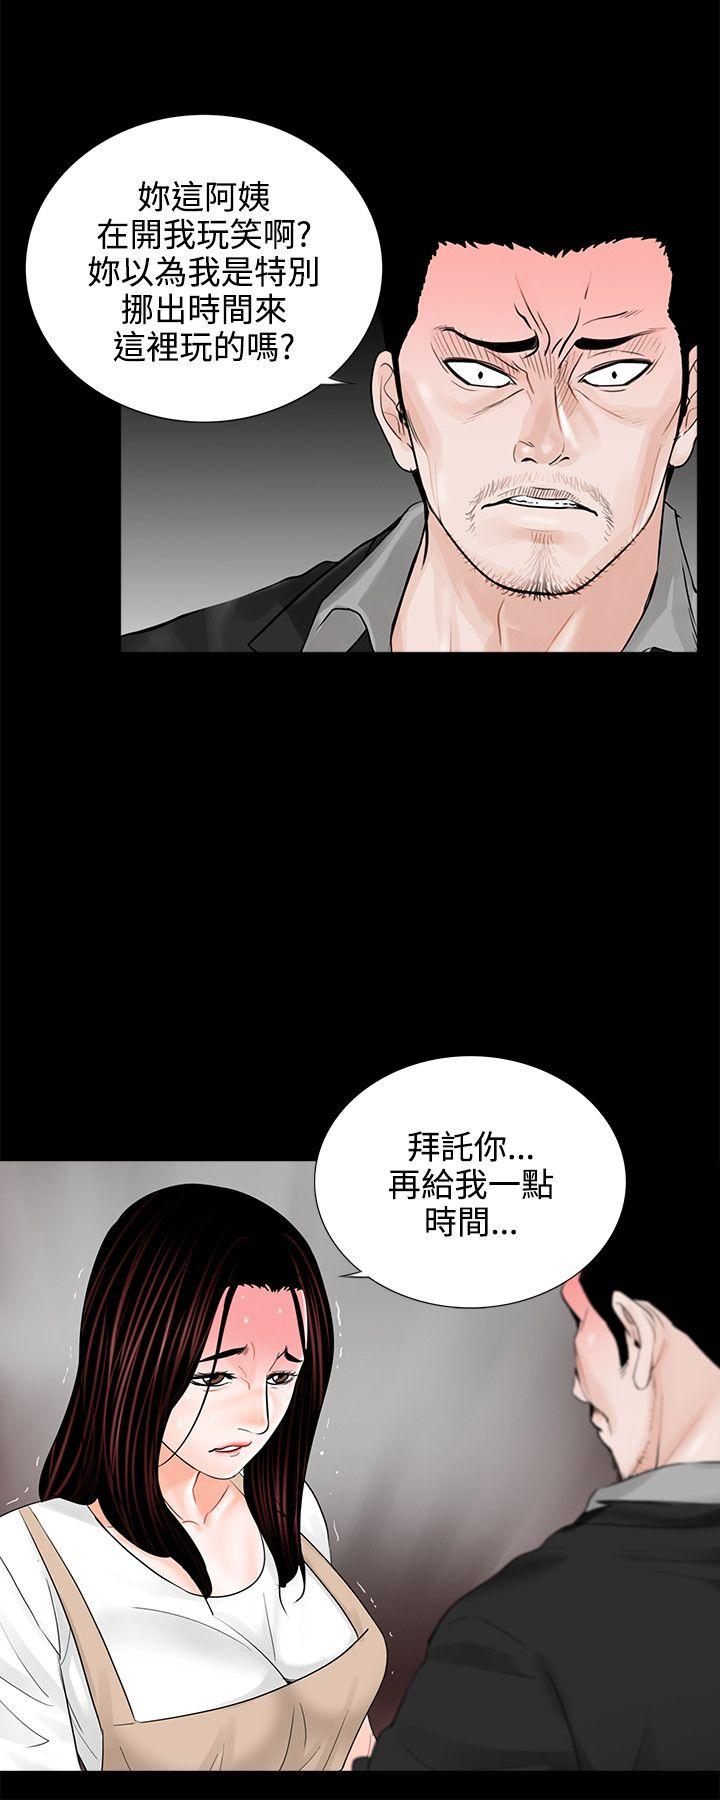 妳這阿姨
在開我玩笑啊?
妳以為我是特別
挪出時間來
這裡玩的嗎?
拜託你...
再給我一點
時間...